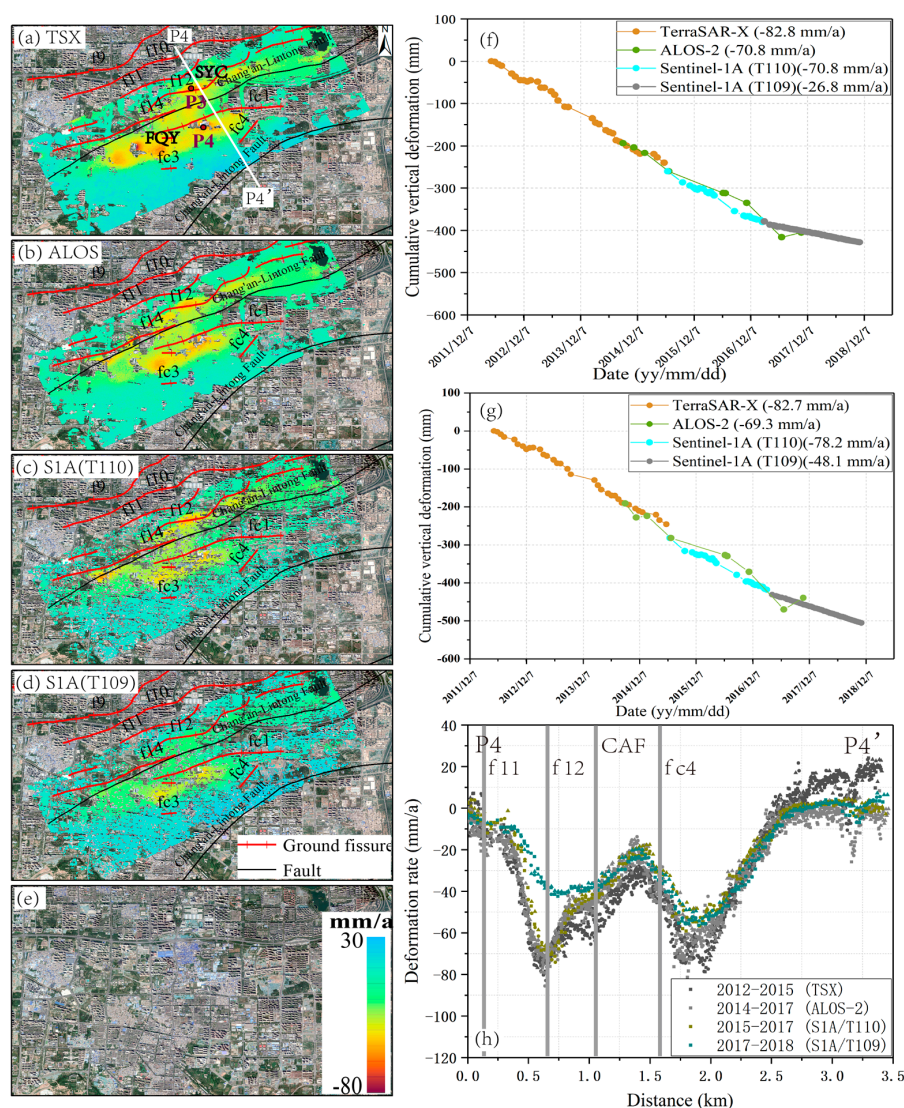 (a) TSX
P4
N
f9
f10
f11
f12
SYC
Chang'an-Lintong Fault
P3
f14
fc1
fc4
FQY
P4
fc3
Chang'an-Lintong Fault
P4'
(b) ALOS
f9
f10
f11
f12
Chang'an-Lintong Fault
f14
fc1
fc4
fc3
Chang'an-Lintong Fault
(c) S1A(T110)
f9
f10
f11
f12
Chang'an-Lintong Fault
f14
fc1
fc4
fc3
Chang'an-Lintong Fault
(d) S1A(T109)
f9
f10
f11
f12
Chang'an-Lintong Fault
f14
fc1
fc4
fc3
Chang'an-Lintong Fault
Ground fissure
Fault
(e)
mm/a
30
-80
(f)
TerraSAR-X (-82.8 mm/a)
ALOS-2 (-70.8 mm/a)
Sentinel-1A (T110)(-70.8 mm/a)
Sentinel-1A (T109)(-26.8 mm/a)
Cumulative vertical deformation (mm)
100
0
-100
-200
-300
-400
-500
-600
2011/12/7
2012/12/7
2013/12/7
2014/12/7
2015/12/7
2016/12/7
2017/12/7
2018/12/7
Date (yy/mm/dd)
(g)
TerraSAR-X (-82.7 mm/a)
ALOS-2 (-69.3 mm/a)
Sentinel-1A (T110)(-78.2 mm/a)
Sentinel-1A (T109)(-48.1 mm/a)
Cumulative vertical deformation (mm)
100
0
-100
-200
-300
-400
-500
-600
2011/12/7
2012/12/7
2013/12/7
2014/12/7
2015/12/7
2016/12/7
2017/12/7
2018/12/7
Date (yy/mm/dd)
P4
CAF
P4'
f11
f12
fc4
Deformation rate (mm/a)
40
20
0
-20
-40
-60
-80
-100
-120
2012-2015 (TSX)
2014-2017 (ALOS-2)
2015-2017 (S1A/T110)
2017-2018 (S1A/T109)
(h)
0.0
0.5
1.0
1.5
2.0
2.5
3.0
3.5
Distance (km)